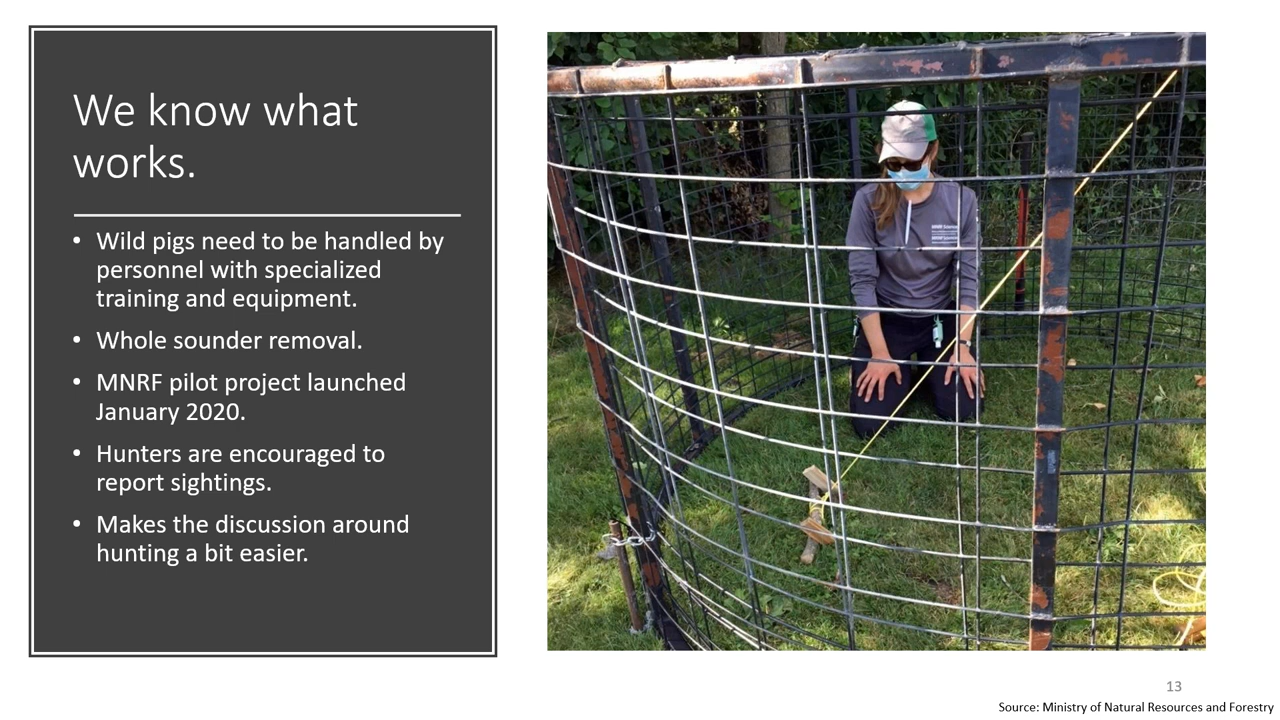 We know what
works.
• Wild pigs need to be handled by
personnel with specialized
training and equipment.
• Whole sounder removal.
• MNRF pilot project launched
January 2020.
• Hunters are encouraged to
report sightings.
• Makes the discussion around
hunting a bit easier.
13
Source: Ministry of Natural Resources and Forestry